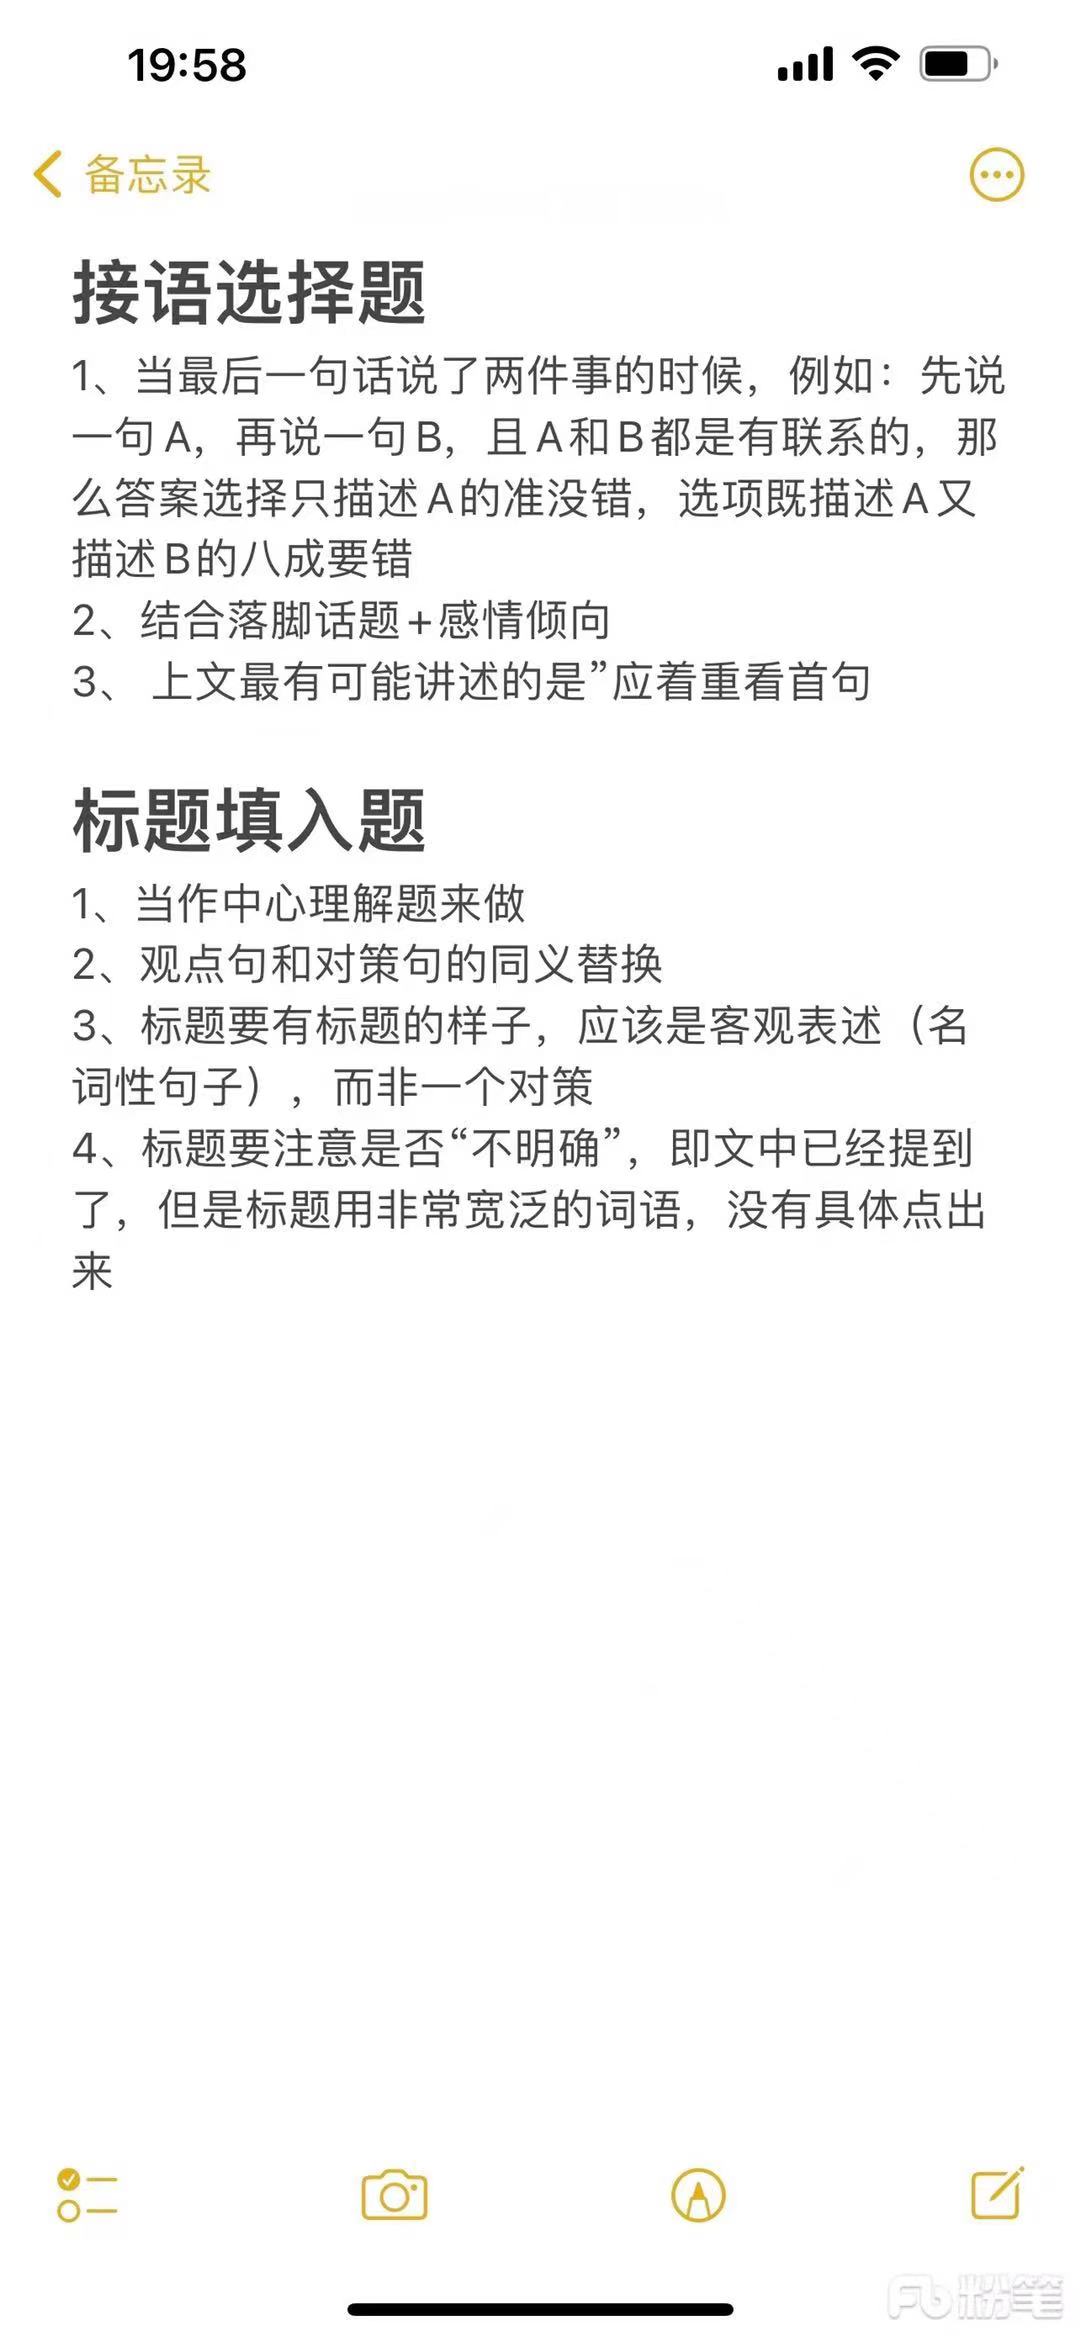 19:58
备忘录
接语选择题
1、当最后一句话说了两件事的时候，例如：先说
一句A，再说一句B，且A和B都是有联系的，那
么答案选择只描述A的准没错，选项既描述A又
描述B的八成要错
2、结合落脚话题+感情倾向
3、 上文最有可能讲述的是”应着重看首句
标题填入题
1、当作中心理解题来做
2、观点句和对策句的同义替换
3、标题要有标题的样子，应该是客观表述（名
词性句子），而非一个对策
4、标题要注意是否“不明确”，即文中已经提到
了，但是标题用非常宽泛的词语，没有具体点出
来
粉笔